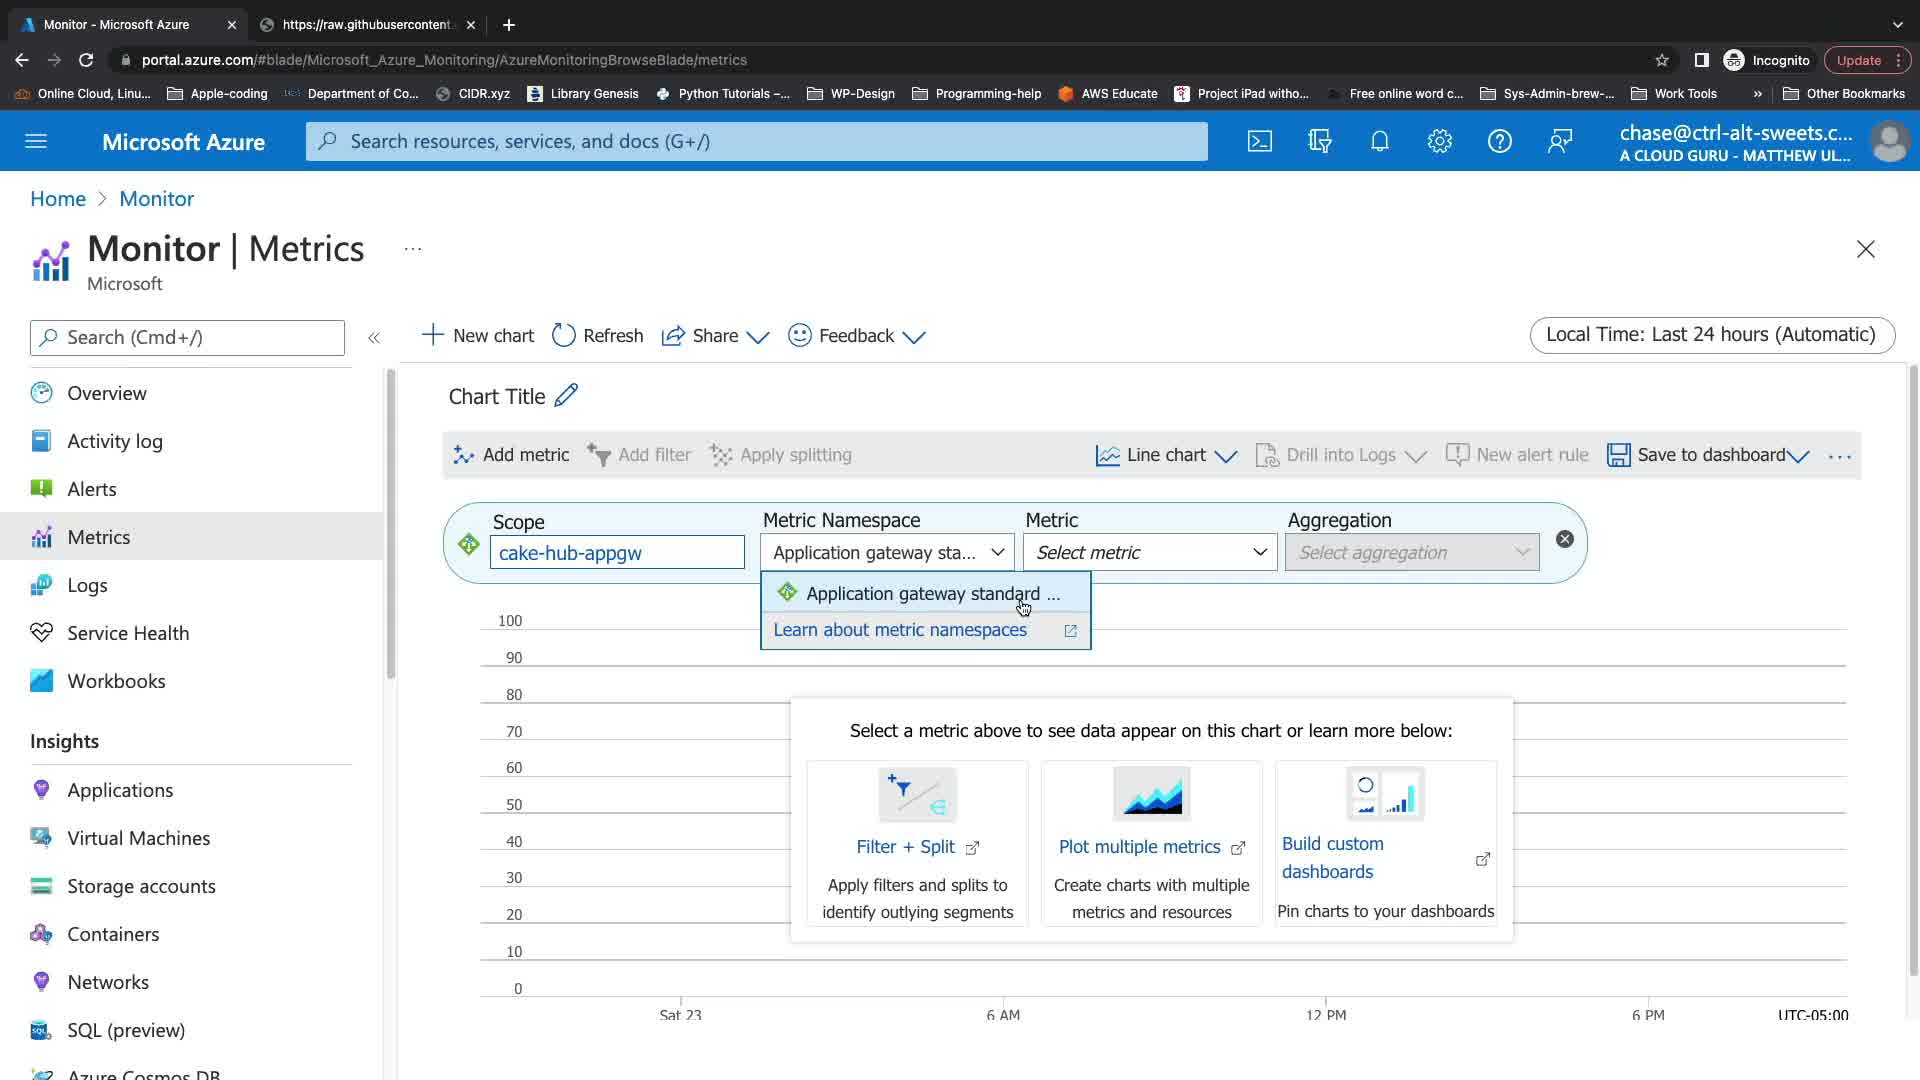 Monitor - Microsoft Azure
https://raw.githubusercontent.
portal.azure.com/#blade/Microsoft_Azure_Monitoring/AzureMonitoringBrowseBlade/metrics
Incognito
Update
Online Cloud, Linu...
Apple-coding
Department of Co...
CIDR.xyz
Library Genesis
Python Tutorials –...
WP-Design
Programming-help
AWS Educate
Project iPad witho...
Free online word c...
Sys-Admin-brew-...
Work Tools
»
Other Bookmarks
Microsoft Azure
Search resources, services, and docs (G+/)
chase@ctrl-alt-sweets.c...
A CLOUD GURU - MATTHEW UL...
Home > Monitor
Monitor | Metrics ...
Microsoft
Search (Cmd+/)
«
New chart
Refresh
Share
Feedback
Local Time: Last 24 hours (Automatic)
Overview
Activity log
Alerts
Metrics
Logs
Service Health
Workbooks
Insights
Applications
Virtual Machines
Storage accounts
Containers
Networks
SQL (preview)
Azure Cosmos DB
Chart Title
Add metric
Add filter
Apply splitting
Line chart
Drill into Logs
New alert rule
Save to dashboard
...
Scope
cake-hub-appgw
Metric Namespace
Application gateway sta...
Metric
Select metric
Aggregation
Select aggregation
Application gateway standard ...
Learn about metric namespaces
100
90
80
70
60
50
40
30
20
10
0
Select a metric above to see data appear on this chart or learn more below:
Filter + Split
Apply filters and splits to
identify outlying segments
Plot multiple metrics
Create charts with multiple
metrics and resources
Build custom
dashboards
Pin charts to your dashboards
Sat 23
6 AM
12 PM
6 PM
UTC-05:00